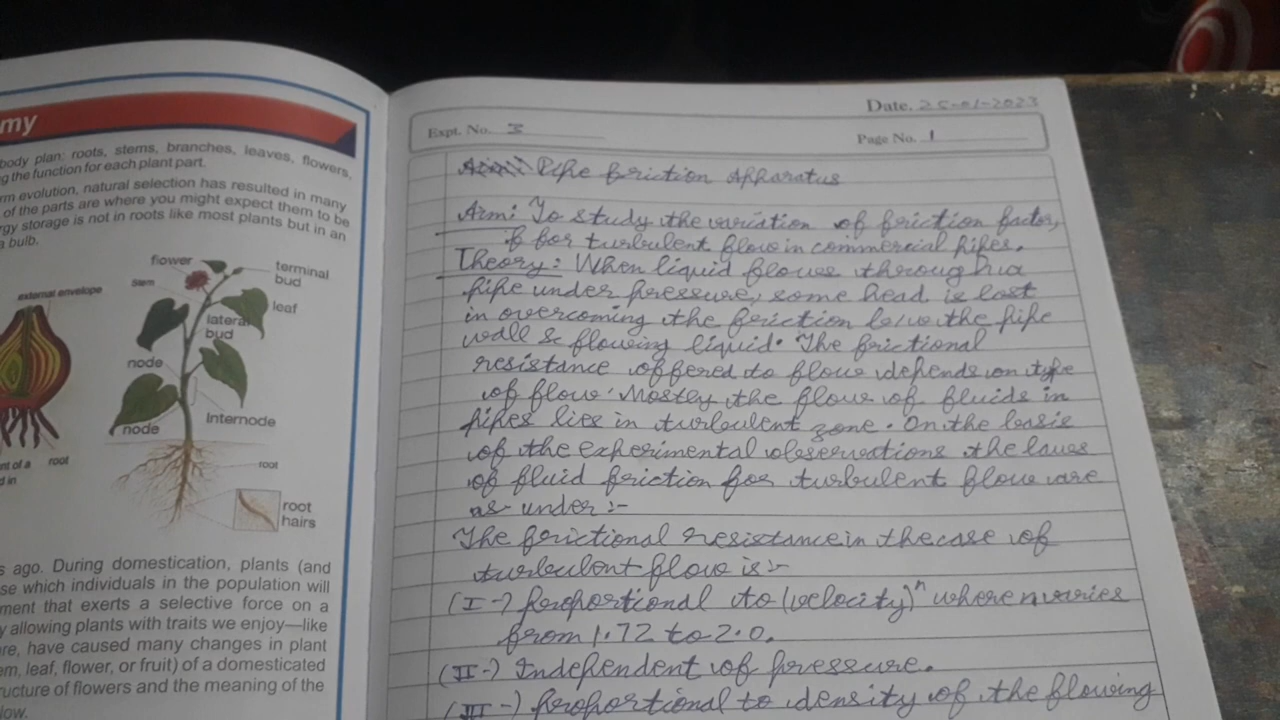 my
body plan: roots, stems, branches, leaves, flowers,
g the function for each plant part.
rm evolution, natural selection has resulted in many
of the parts are where you might expect them to be
rgy storage is not in roots like most plants but in an
a bulb.
external envelope
flower
Stem
terminal
bud
leaf
lateral
bud
node
Internode
node
root
root
root
hairs
nt of a
d in
s ago. During domestication, plants (and
se which individuals in the population will
ment that exerts a selective force on a
y allowing plants with traits we enjoy—like
re, have caused many changes in plant
em, leaf, flower, or fruit) of a domesticated
ructure of flowers and the meaning of the
low.
Date. 25-01-2023
Expt. No. I
Page No. 1
Pipe friction Apparatus
Aim: To study the variation of friction factor,
f for turbulent flow in commercial pipes.
Theory: When liquid flows through a
pipe under pressure, some head is lost
in overcoming the friction b/w the pipe
wall & flowing liquid. The frictional
resistance offered to flow depends on type
of flow. Mostly the flow of fluids in
pipes lies in turbulent zone. On the basis
of the experimental observations the laws
of fluid friction for turbulent flow are
as under :-
The frictional resistance in the case of
turbulent flow is :-
(I-) proportional to (velocity)ⁿ where n varies
from 1.72 to 2.0.
(II-) Independent of pressure.
(III-) proportional to density of the flowing